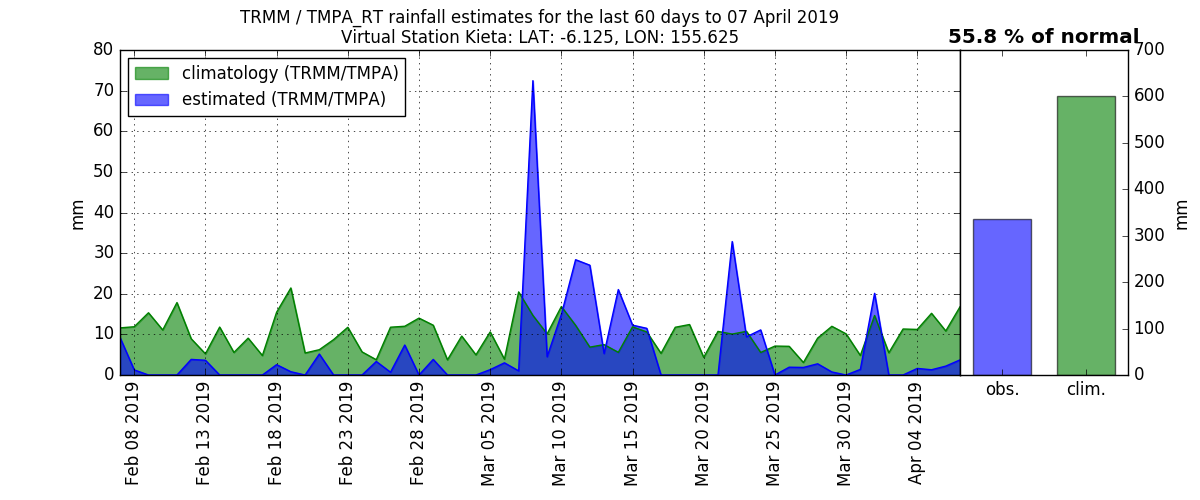 TRMM / TMPA_RT rainfall estimates for the last 60 days to 07 April 2019
Virtual Station Kieta: LAT: -6.125, LON: 155.625
55.8 % of normal
climatology (TRMM/TMPA)
estimated (TRMM/TMPA)
80
70
60
50
40
30
20
10
0
mm
Feb 08 2019
Feb 13 2019
Feb 18 2019
Feb 23 2019
Feb 28 2019
Mar 05 2019
Mar 10 2019
Mar 15 2019
Mar 20 2019
Mar 25 2019
Mar 30 2019
Apr 04 2019
obs.
clim.
700
600
500
400
300
200
100
0
mm